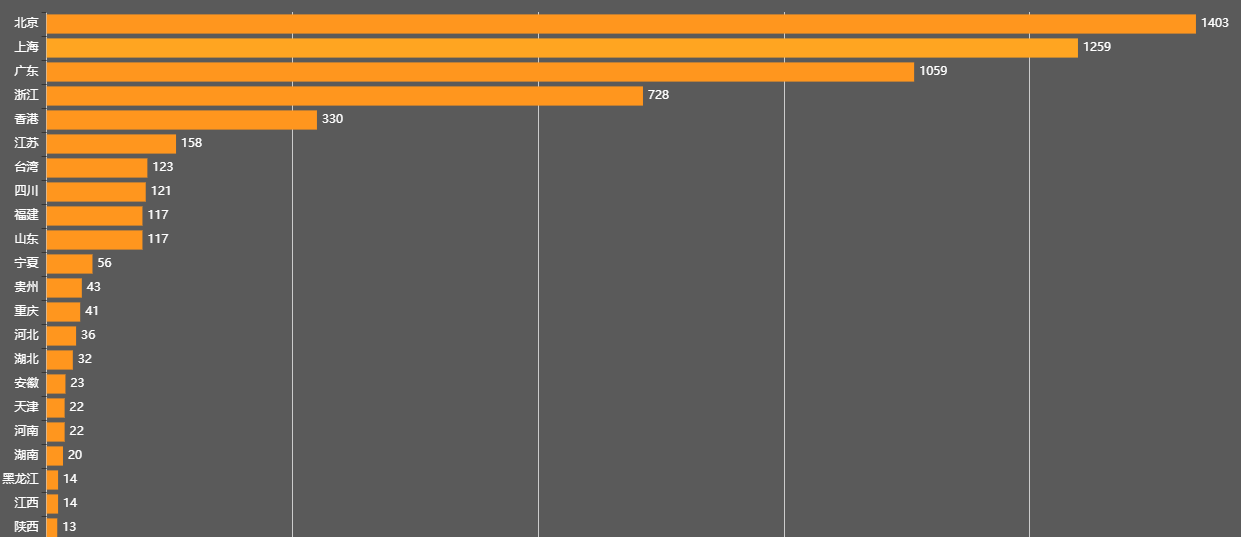 北京 1403
上海 1259
广东 1059
浙江 728
香港 330
江苏 158
台湾 123
四川 121
福建 117
山东 117
宁夏 56
贵州 43
重庆 41
河北 36
湖北 32
安徽 23
天津 22
河南 22
湖南 20
黑龙江 14
江西 14
陕西 13